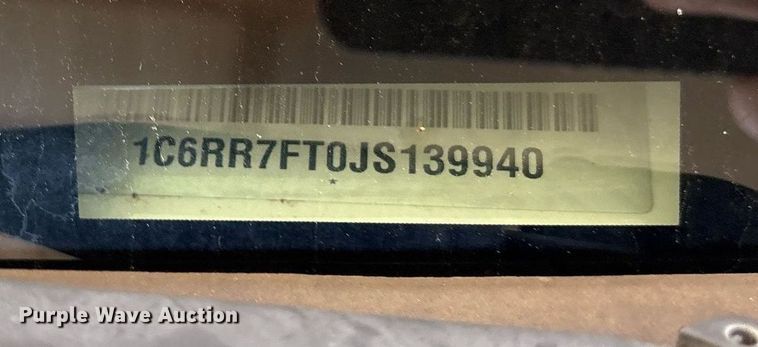 1C6RR7FT0JS139940
*
Purple Wave Auction